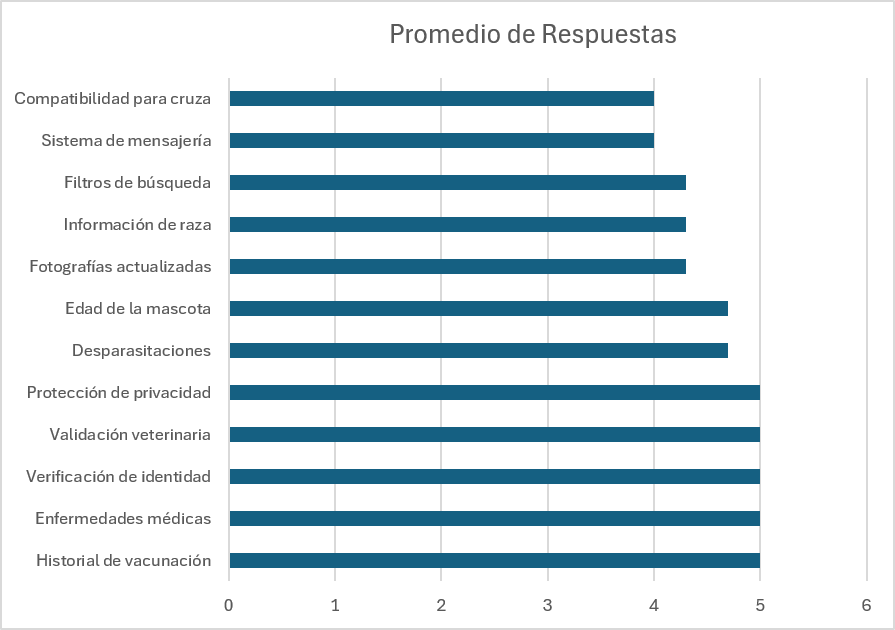 Promedio de Respuestas
Compatibilidad para cruza
Sistema de mensajería
Filtros de búsqueda
Información de raza
Fotografías actualizadas
Edad de la mascota
Desparasitaciones
Protección de privacidad
Validación veterinaria
Verificación de identidad
Enfermedades médicas
Historial de vacunación
0 1 2 3 4 5 6